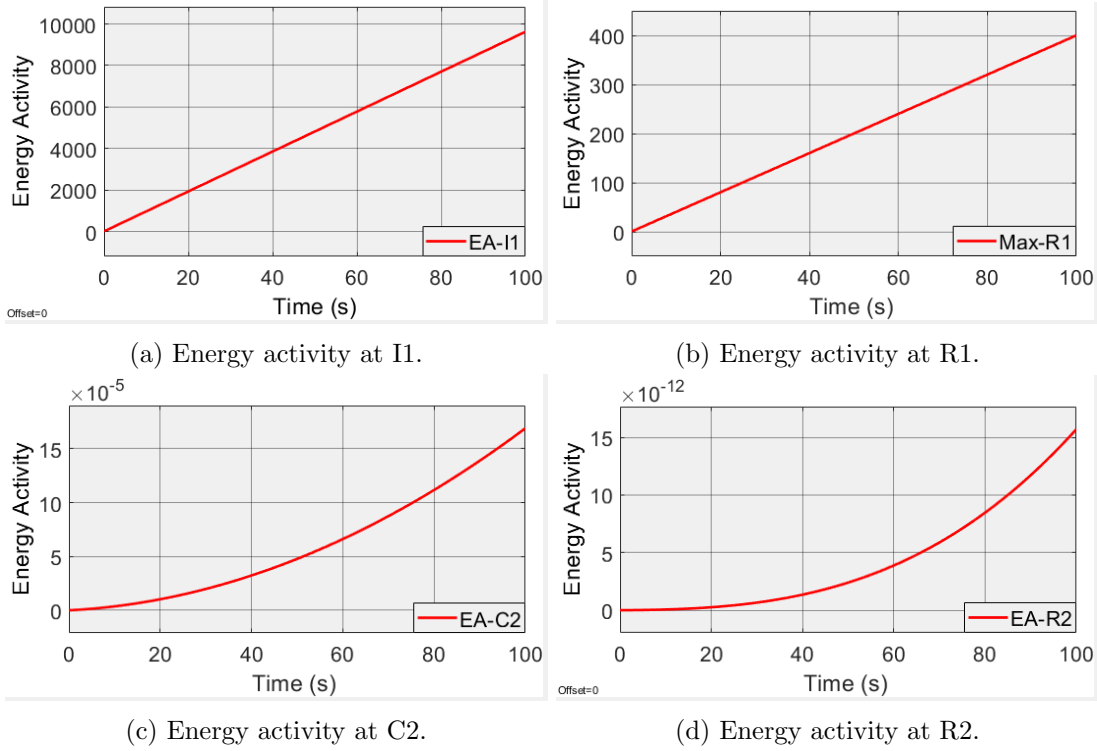 10000
8000
6000
4000
2000
0
Energy Activity
EA-I1
0 20 40 60 80 100
Time (s)
Offset=0
(a) Energy activity at I1.
400
300
200
100
0
Energy Activity
Max-R1
0 20 40 60 80 100
Time (s)
(b) Energy activity at R1.
×10-5
15
10
5
0
Energy Activity
EA-C2
0 20 40 60 80 100
Time (s)
(c) Energy activity at C2.
×10-12
15
10
5
0
Energy Activity
EA-R2
0 20 40 60 80 100
Time (s)
Offset=0
(d) Energy activity at R2.